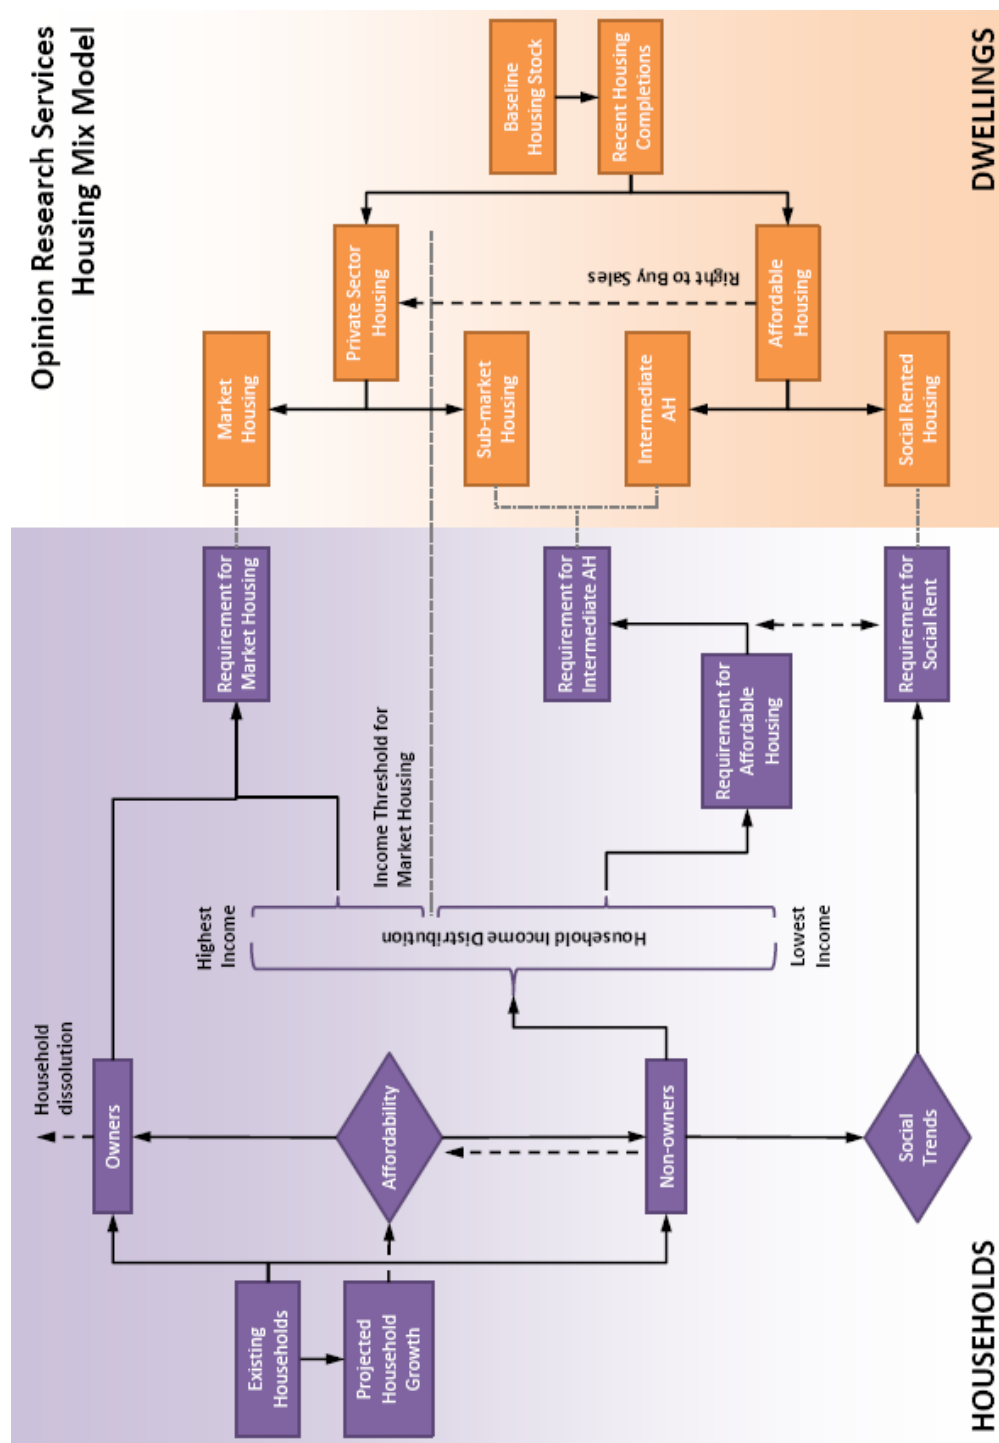 Opinion Research Services
Housing Mix Model
Household
dissolution
Owners
Existing
Households
Projected
Household
Growth
Affordability
Non-owners
Social
Trends
Highest
Income
Household Income Distribution
Lowest
Income
Income Threshold for
Market Housing
Requirement for
Market Housing
Requirement for
Intermediate AH
Requirement for
Affordable
Housing
Requirement for
Social Rent
Market
Housing
Sub-market
Housing
Intermediate
AH
Social Rented
Housing
Private Sector
Housing
Right to Buy Sales
Affordable
Housing
Baseline
Housing Stock
Recent Housing
Completions
HOUSEHOLDS
DWELLINGS